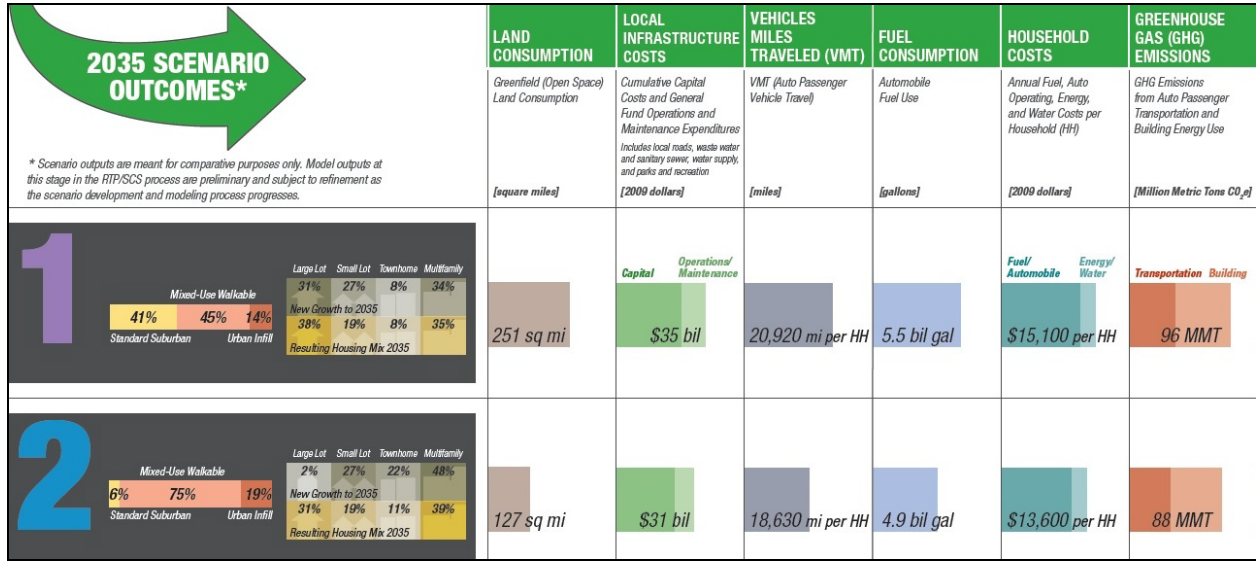 2035 SCENARIO
OUTCOMES*
* Scenario outputs are meant for comparative purposes only. Model outputs at
this stage in the RTP/SCS process are preliminary and subject to refinement as
the scenario development and modeling process progresses.
LAND
CONSUMPTION
Greenfield (Open Space)
Land Consumption
[square miles]
LOCAL
INFRASTRUCTURE
COSTS
Cumulative Capital
Costs and General
Fund Operations and
Maintenance Expenditures
Includes local roads, waste water
and sanitary sewer, water supply,
and parks and recreation
[2009 dollars]
VEHICLES
MILES
TRAVELED (VMT)
VMT (Auto Passenger
Vehicle Travel)
[miles]
FUEL
CONSUMPTION
Automobile
Fuel Use
[gallons]
HOUSEHOLD
COSTS
Annual Fuel, Auto
Operating, Energy,
and Water Costs per
Household (HH)
[2009 dollars]
GREENHOUSE
GAS (GHG)
EMISSIONS
GHG Emissions
from Auto Passenger
Transportation and
Building Energy Use
[Million Metric Tons CO₂e]
1
Mixed-Use Walkable
41% 45% 14%
Standard Suburban Urban Infill
Large Lot Small Lot Townhome Multifamily
31% 27% 8% 34%
New Growth to 2035
38% 19% 8% 35%
Resulting Housing Mix 2035
251 sq mi
Capital Operations/
Maintenance
$35 bil
20,920 mi per HH
5.5 bil gal
Fuel/
Automobile
Energy/
Water
$15,100 per HH
Transportation Building
96 MMT
2
Mixed-Use Walkable
6% 75% 19%
Standard Suburban Urban Infill
Large Lot Small Lot Townhome Multifamily
2% 27% 22% 48%
New Growth to 2035
31% 19% 11% 39%
Resulting Housing Mix 2035
127 sq mi
$31 bil
18,630 mi per HH
4.9 bil gal
$13,600 per HH
88 MMT